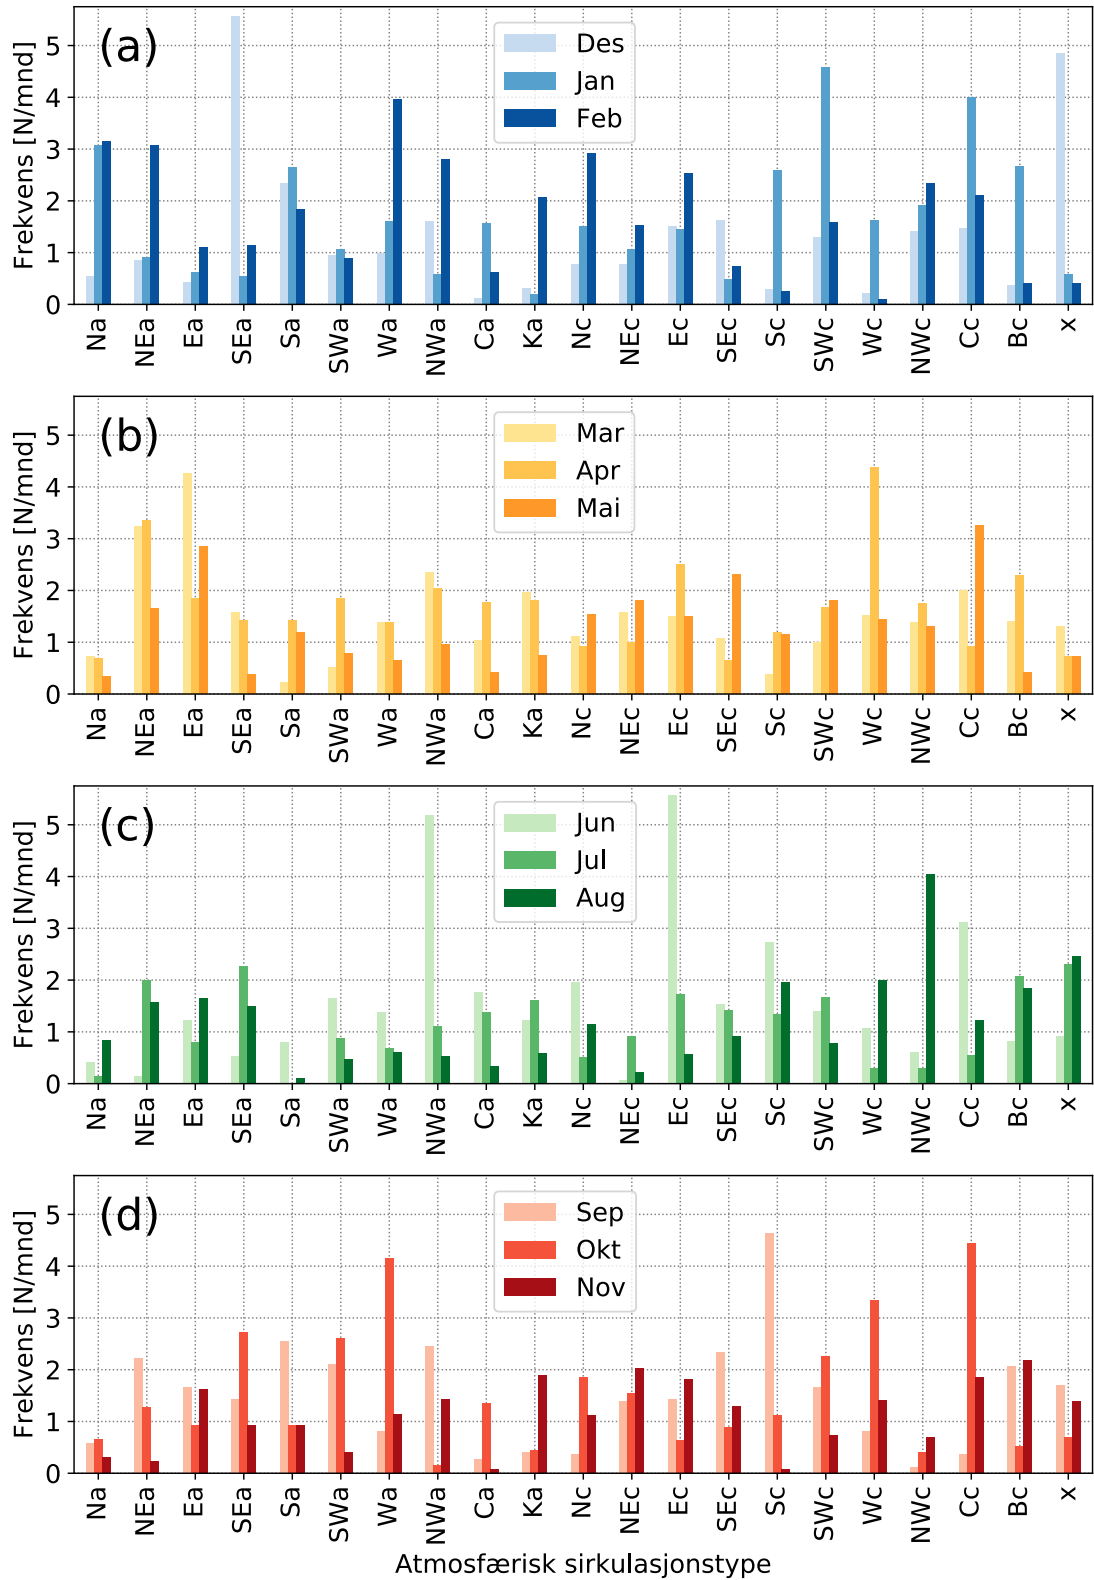 (a)
Frekvens [N/mnd]
5
4
3
2
1
0
Des
Jan
Feb
Na NEa Ea SEa Sa SWa Wa NWa Ca Ka Nc NEc Ec SEc Sc SWc Wc NWc Cc Bc x
(b)
Frekvens [N/mnd]
5
4
3
2
1
0
Mar
Apr
Mai
Na NEa Ea SEa Sa SWa Wa NWa Ca Ka Nc NEc Ec SEc Sc SWc Wc NWc Cc Bc x
(c)
Frekvens [N/mnd]
5
4
3
2
1
0
Jun
Jul
Aug
Na NEa Ea SEa Sa SWa Wa NWa Ca Ka Nc NEc Ec SEc Sc SWc Wc NWc Cc Bc x
(d)
Frekvens [N/mnd]
5
4
3
2
1
0
Sep
Okt
Nov
Na NEa Ea SEa Sa SWa Wa NWa Ca Ka Nc NEc Ec SEc Sc SWc Wc NWc Cc Bc x
Atmosfærisk sirkulasjonstype